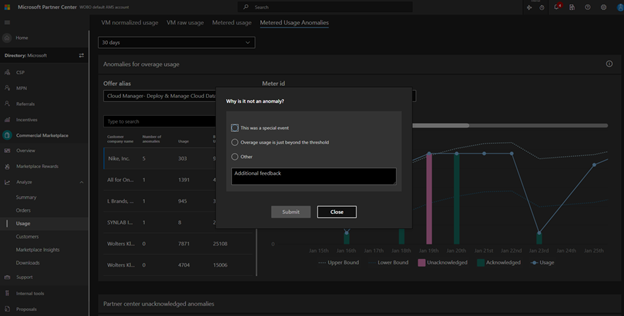 Microsoft Partner Center
Search
Home
Directory: Microsoft
CSP
MPN
Referrals
Incentives
Commercial Marketplace
Overview
Marketplace Rewards
Analyze
Summary
Orders
Usage
Customers
Marketplace Insights
Downloads
Support
Internal tools
Proposals
VM normalized usage
VM raw usage
Metered usage
Metered Usage Anomalies
30 days
Anomalies for overage usage
Offer alias
Meter id
Cloud Manager- Deploy & Manage Cloud Data
Type to search
Customer company name
Number of anomalies
Usage
Nike, Inc. 5 303
All for On... 1 1391
L Brands, ... 1 945
SYNLAB I... 1 8
Wolters Kl... 0 7871 25108
Wolters Kl... 0 4704 15006
Why is it not an anomaly?
This was a special event
Overage usage is just beyond the threshold
Other
Additional feedback
Submit
Close
0
Jan 15th Jan 16th Jan 17th Jan 19th Jan 20th Jan 21st Jan 22nd Jan 23rd Jan 24th Jan 25th
Upper Bound Lower Bound Unacknowledged Acknowledged Usage
Partner center unacknowledged anomalies